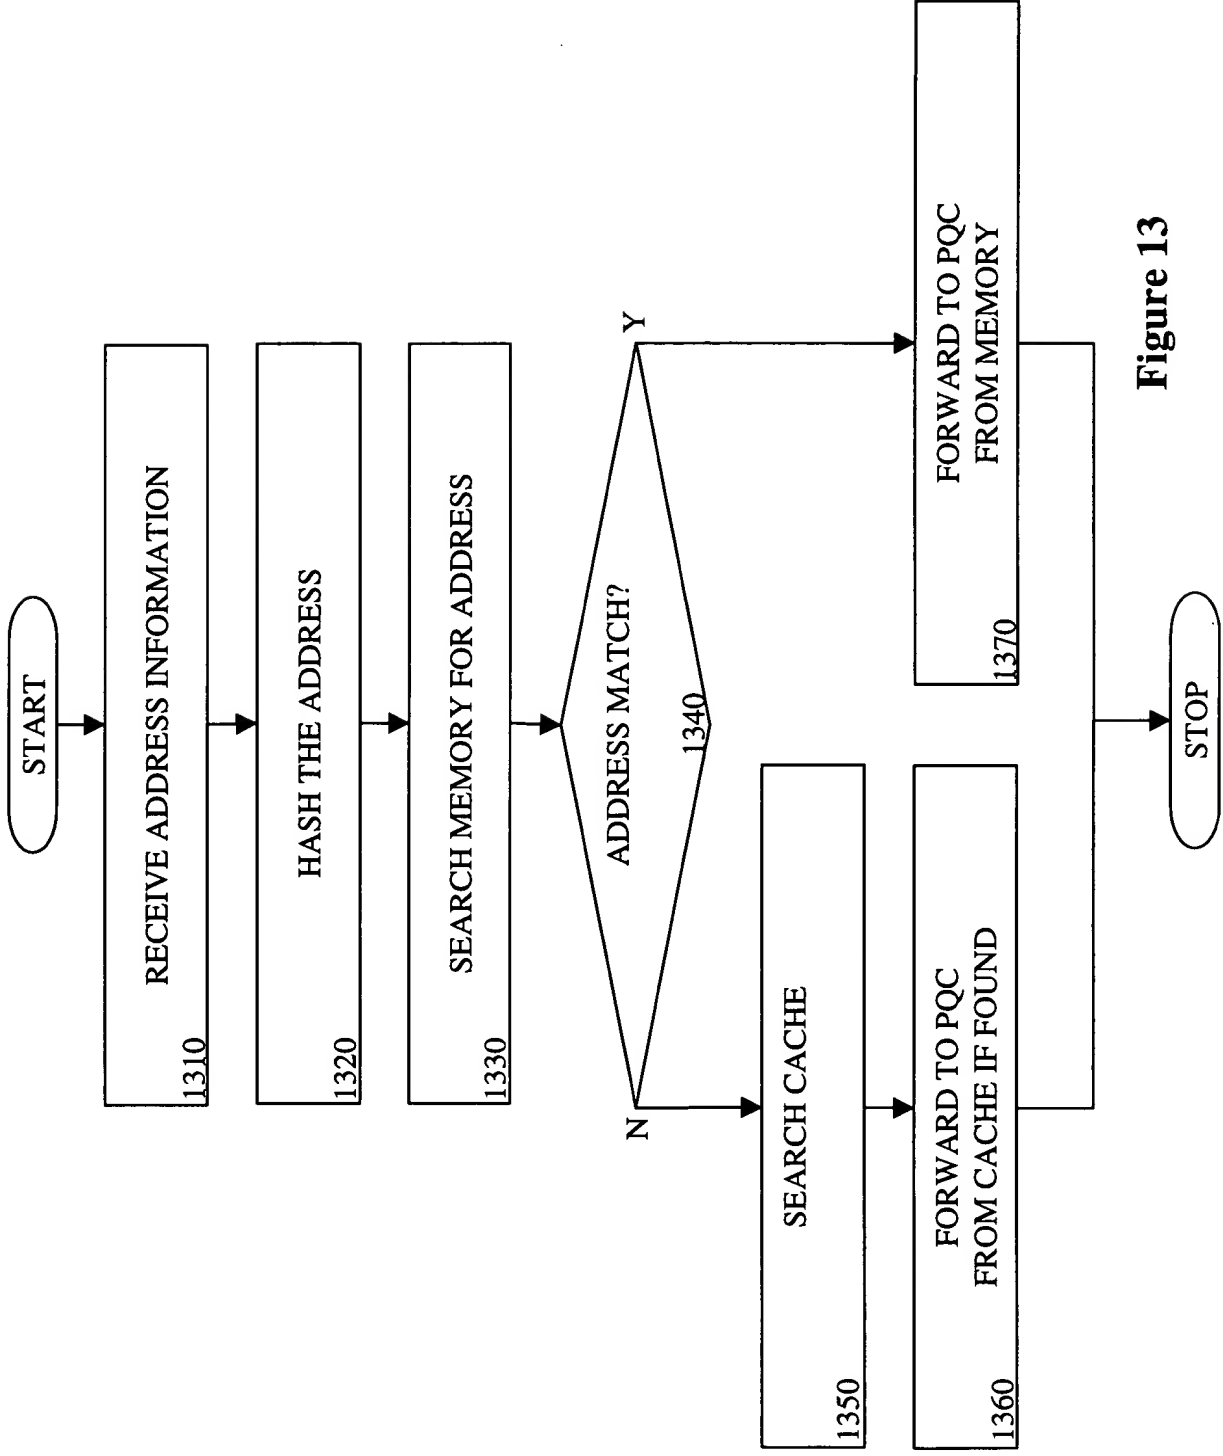 START
RECEIVE ADDRESS INFORMATION
1310
HASH THE ADDRESS
1320
SEARCH MEMORY FOR ADDRESS
1330
ADDRESS MATCH?
1340
N
Y
SEARCH CACHE
1350
FORWARD TO PQC
FROM CACHE IF FOUND
1360
FORWARD TO PQC
FROM MEMORY
1370
STOP
Figure 13